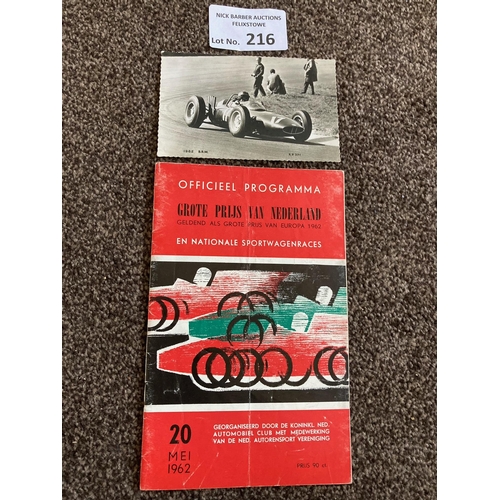 NICK BARBER AUCTIONS
FELIXSTOWE
Lot No. 216
1962 B.R.M.
OFFICIEEL PROGRAMMA
GROTE PRIJS VAN NEDERLAND
GELDEND ALS GROTE PRIJS VAN EUROPA 1962
EN NATIONALE SPORTWAGENRACES
20
MEI
1962
GEORGANISEERD DOOR DE KONINKL. NED.
AUTOMOBIEL CLUB MET MEDEWERKING
VAN DE NED. AUTORENSPORT VERENIGING
PRIJS 90 ct.